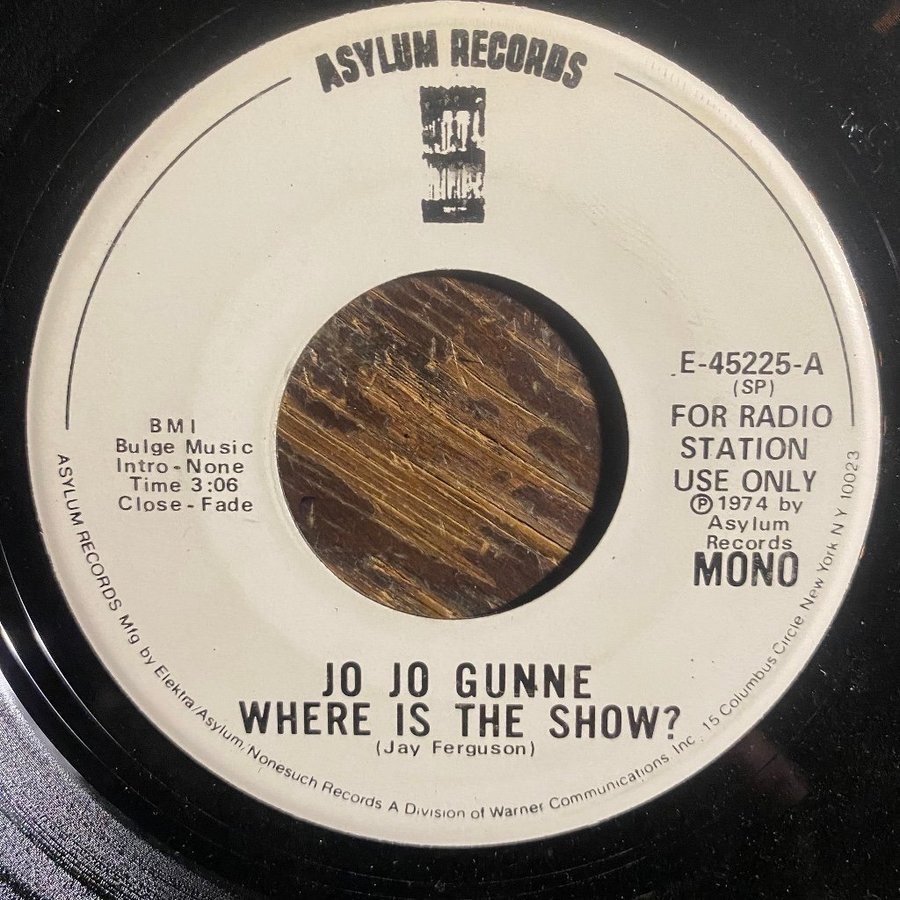 ASYLUM RECORDS
BMI
Bulge Music
Intro - None
Time 3:06
Close - Fade
E-45225-A
(SP)
FOR RADIO
STATION
USE ONLY
℗ 1974 by
Asylum
Records
MONO
JO JO GUNNE
WHERE IS THE SHOW?
(Jay Ferguson)
ASYLUM RECORDS Mfg by Elektra/Asylum, Nonesuch Records A Division of Warner Communications Inc. 15 Columbus Circle New York N Y 10023